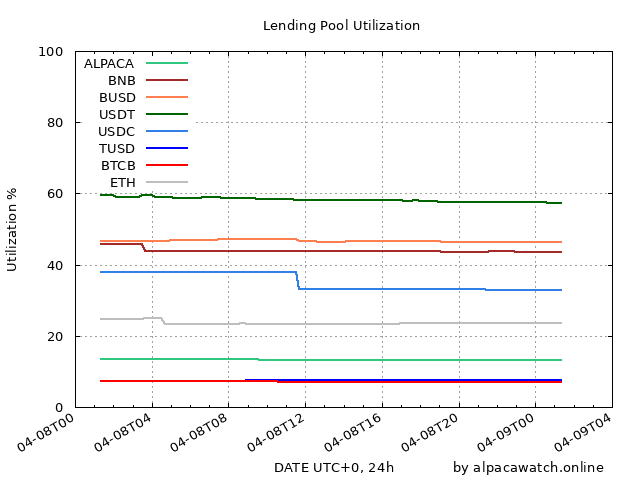 Lending Pool Utilization
Utilization %
100
80
60
40
20
0
ALPACA
BNB
BUSD
USDT
USDC
TUSD
BTCB
ETH
04-08T00 04-08T04 04-08T08 04-08T12 04-08T16 04-08T20 04-09T00 04-09T04
DATE UTC+0, 24h by alpacawatch.online